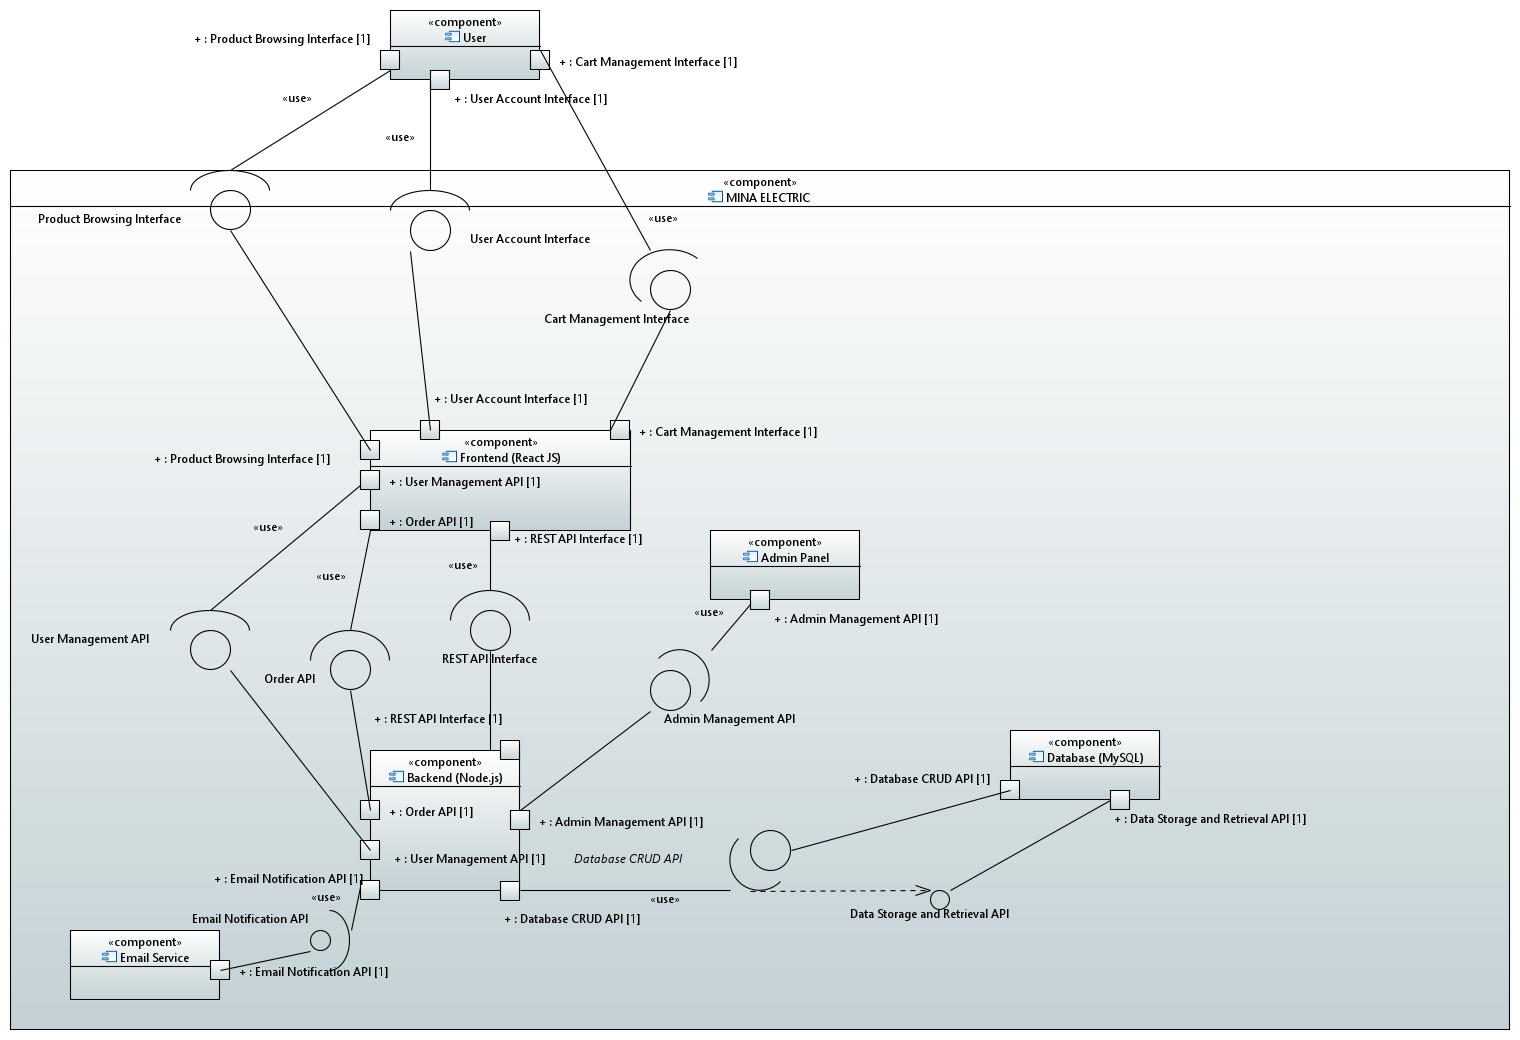 «component»
User
+ : Product Browsing Interface [1]
+ : Cart Management Interface [1]
+ : User Account Interface [1]
«use»
«use»
«component»
MINA ELECTRIC
Product Browsing Interface
«use»
User Account Interface
Cart Management Interface
+ : User Account Interface [1]
+ : Cart Management Interface [1]
«component»
Frontend (React JS)
+ : Product Browsing Interface [1]
+ : User Management API [1]
+ : Order API [1]
«use»
+ : REST API Interface [1]
«component»
Admin Panel
«use»
«use»
«use»
+ : Admin Management API [1]
User Management API
REST API Interface
Order API
+ : REST API Interface [1]
Admin Management API
«component»
Database (MySQL)
«component»
Backend (Node.js)
+ : Database CRUD API [1]
+ : Order API [1]
+ : Admin Management API [1]
+ : Data Storage and Retrieval API [1]
+ : User Management API [1]
Database CRUD API
+ : Email Notification API [1]
«use»
«use»
Email Notification API
+ : Database CRUD API [1]
Data Storage and Retrieval API
«component»
Email Service
+ : Email Notification API [1]